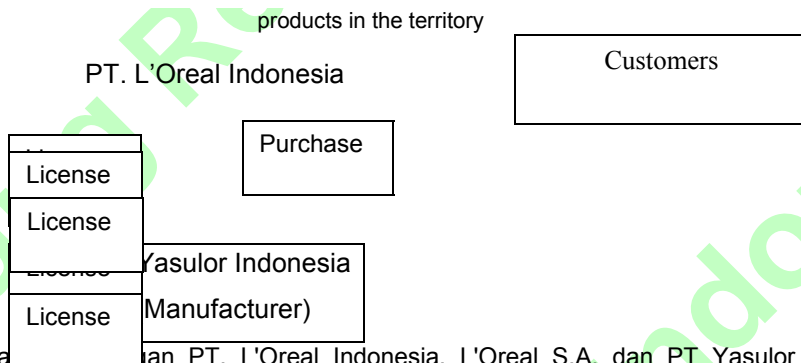 products in the territory
Customers
PT. L'Oreal Indonesia
Purchase
License
License
Yasulor Indonesia
Manufacturer)
License
PT. L'Oreal Indonesia, L'Oreal S.A. dan PT Yasulor